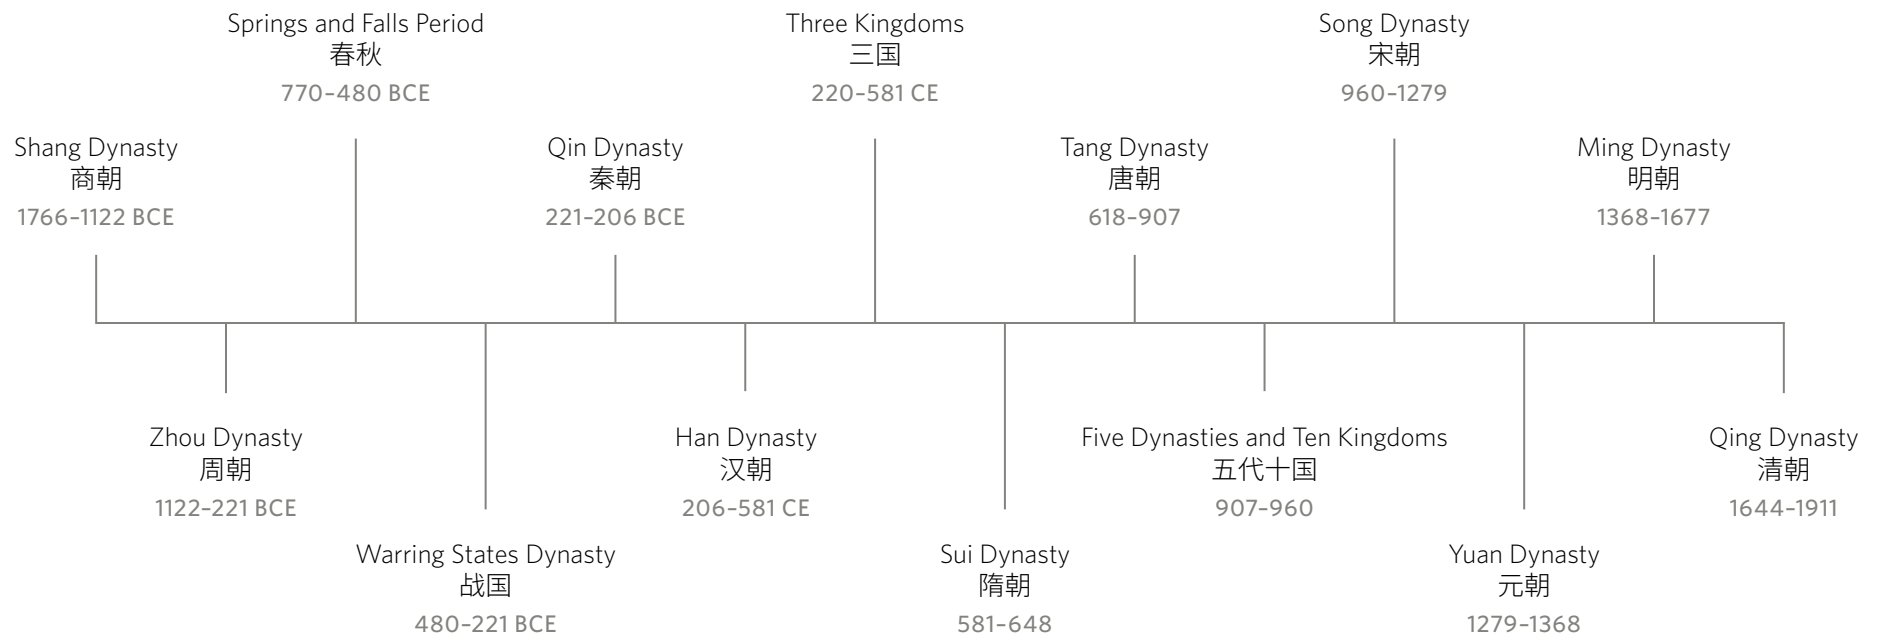 Springs and Falls Period
春秋
770–480 BCE
Three Kingdoms
三国
220–581 CE
Song Dynasty
宋朝
960–1279
Shang Dynasty
商朝
1766–1122 BCE
Qin Dynasty
秦朝
221–206 BCE
Tang Dynasty
唐朝
618–907
Ming Dynasty
明朝
1368–1677
Zhou Dynasty
周朝
1122–221 BCE
Han Dynasty
汉朝
206–581 CE
Five Dynasties and Ten Kingdoms
五代十国
907–960
Qing Dynasty
清朝
1644–1911
Warring States Dynasty
战国
480–221 BCE
Sui Dynasty
隋朝
581–648
Yuan Dynasty
元朝
1279–1368